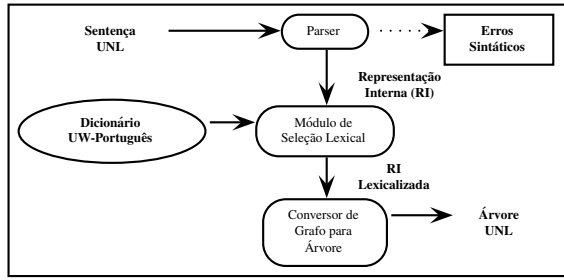 Sentença
UNL
Parser
Erros
Sintáticos
Representação
Interna (RI)
Dicionário
UW-Português
Módulo de
Seleção Lexical
RI
Lexicalizada
Conversor de
Grafo para
Árvore
Árvore
UNL